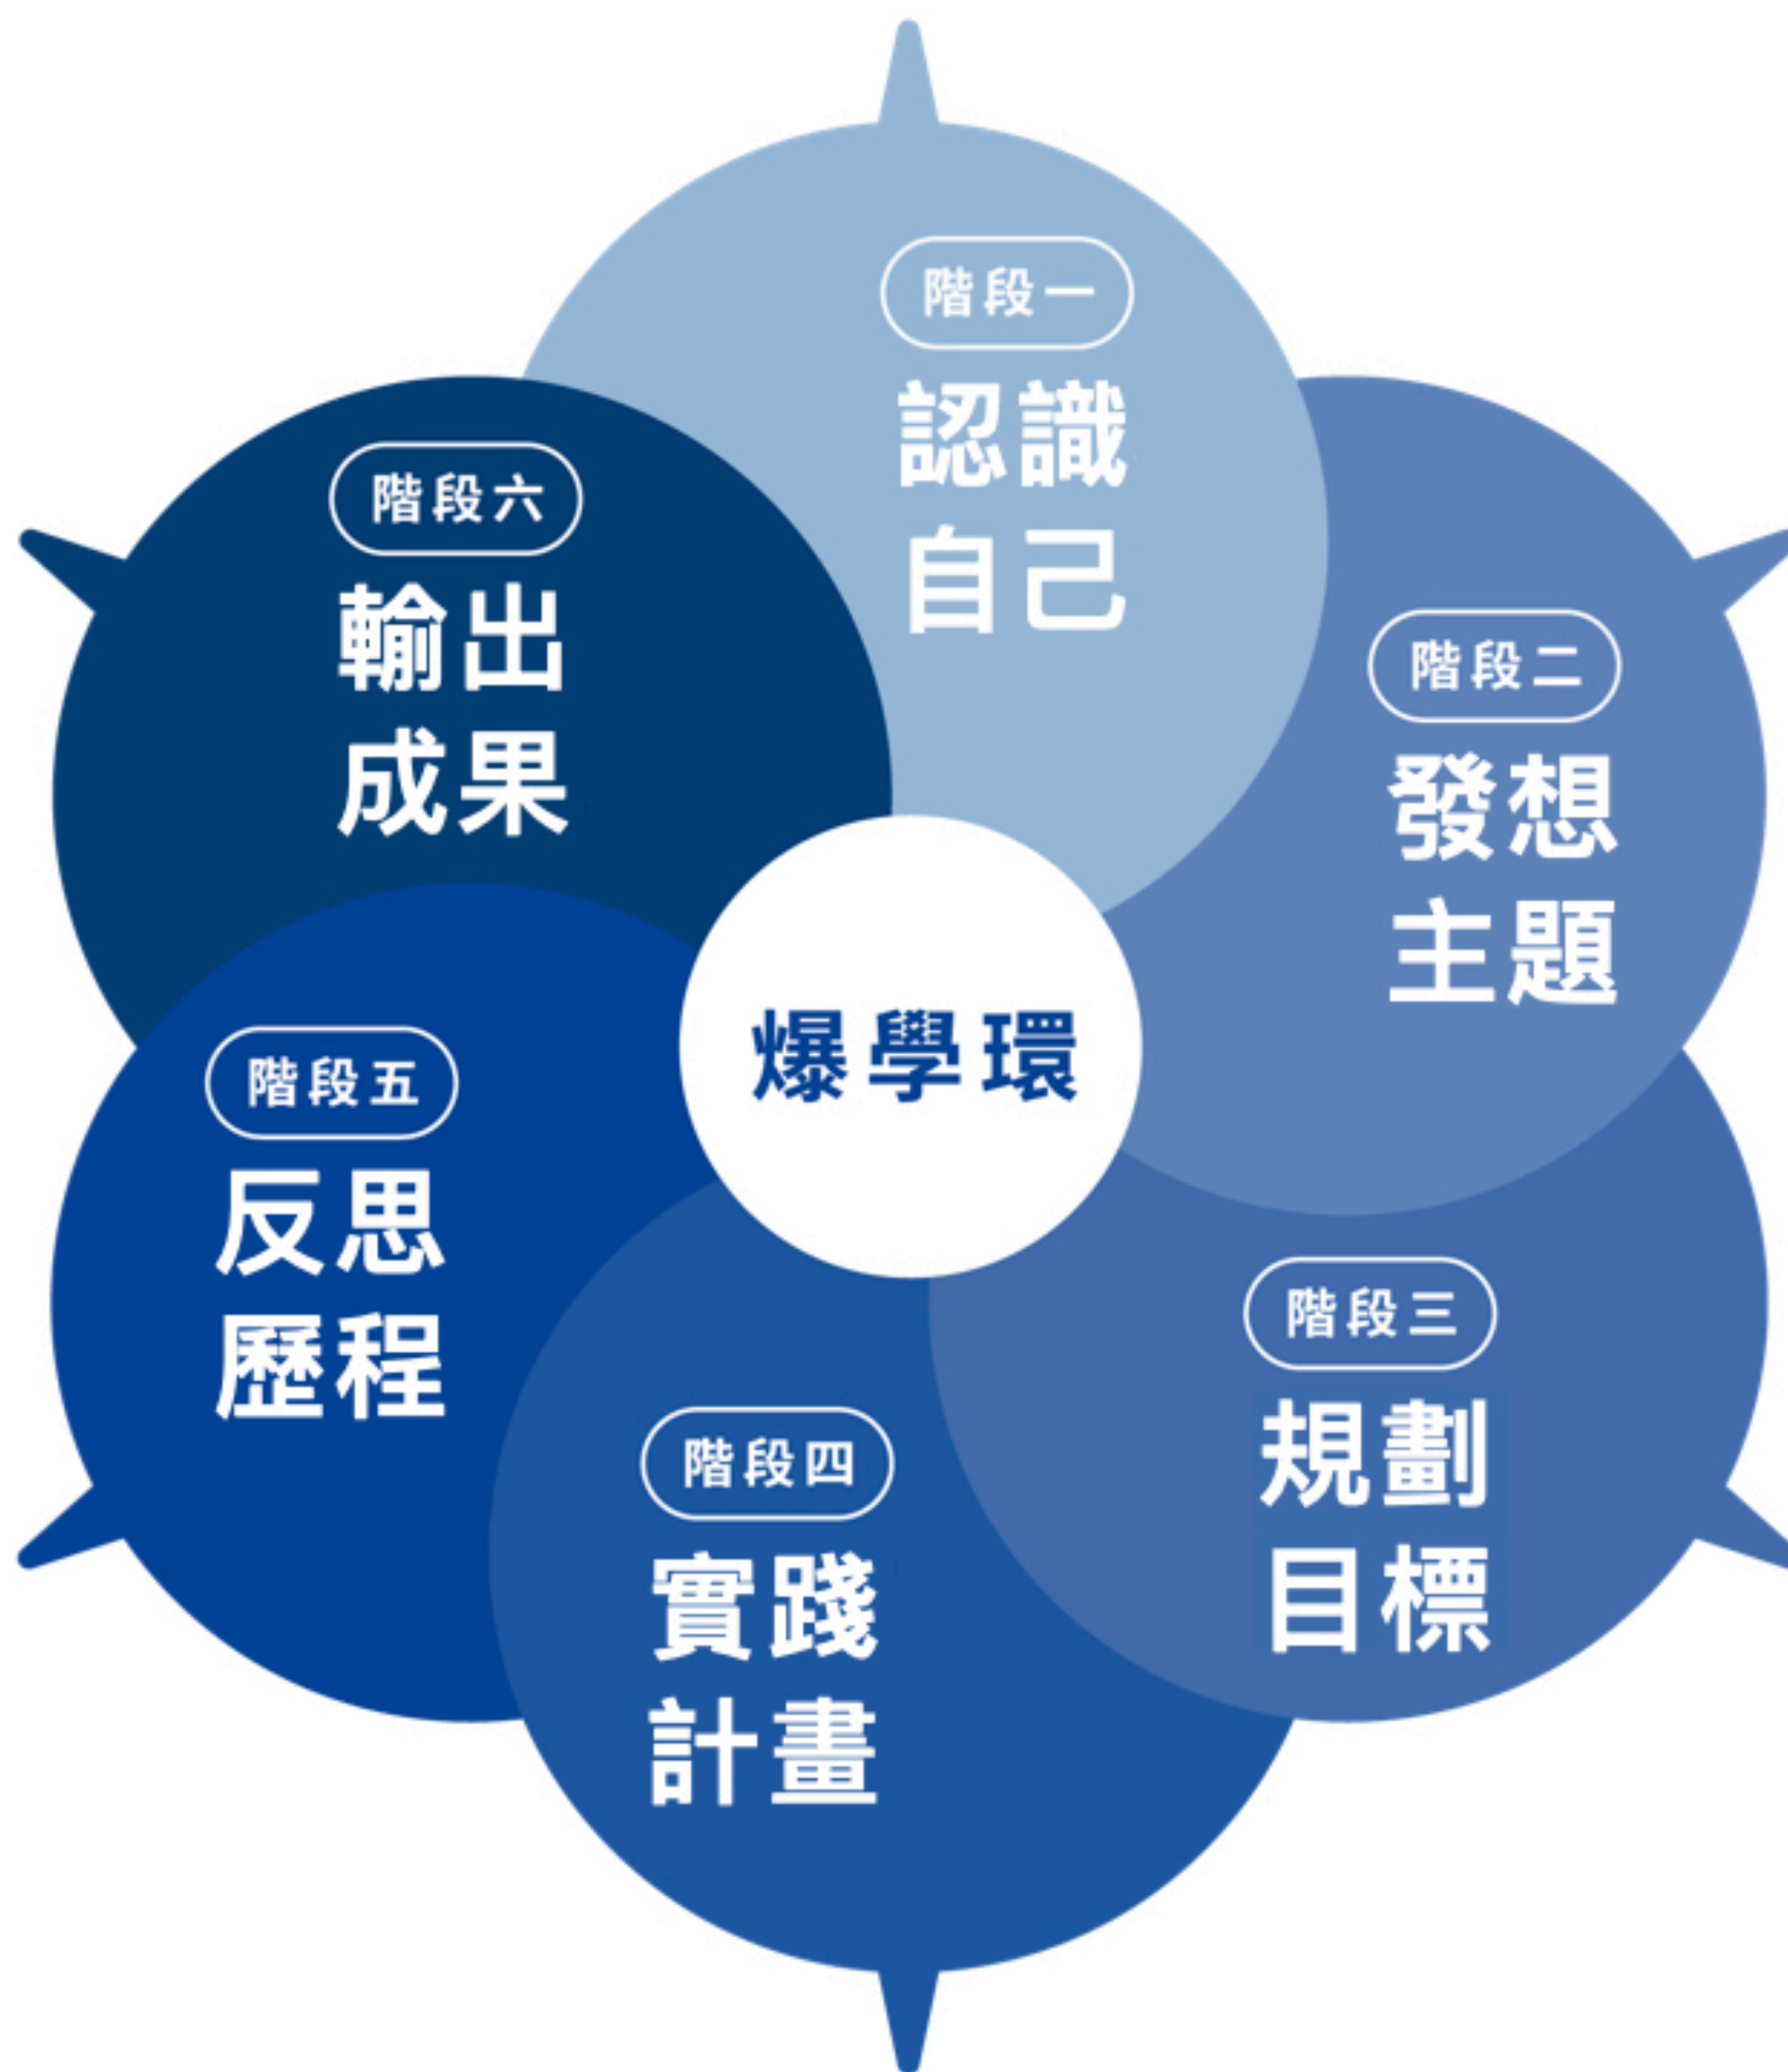 階段一
認識
自己
階段二
發想
主題
階段三
規劃
目標
階段四
實踐
計畫
階段五
反思
歷程
階段六
輸出
成果
爆學環